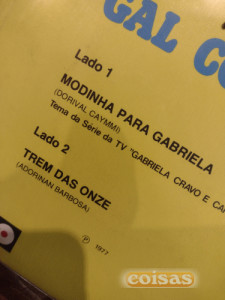 GAL CO
Lado 1
MODINHA PARA GABRIELA
(DORIVAL CAYMMI)
Tema da Série da TV "GABRIELA CRAVO E CA
Lado 2
TREM DAS ONZE
(ADORINAN BARBOSA)
℗ 1977
coisas